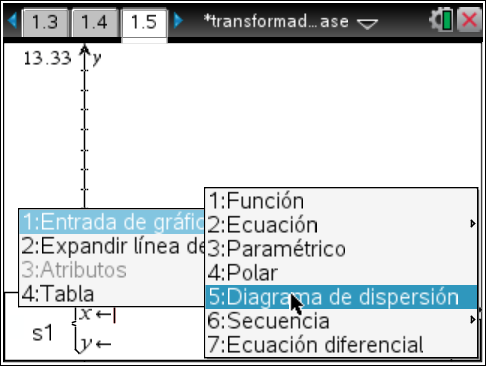 1.3 1.4 1.5 *transformad...ase
13.33 y
1:Entrada de gráfic
2:Expandir línea de
3:Atributos
4:Tabla
1:Función
2:Ecuación
3:Paramétrico
4:Polar
5:Diagrama de dispersión
6:Secuencia
7:Ecuación diferencial
s1
x←
y←